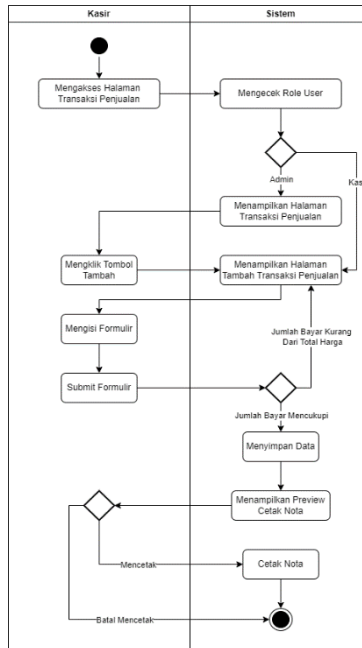 Kasir
Sistem
Mengakses Halaman
Transaksi Penjualan
Mengecek Role User
Admin
Kas
Menampilkan Halaman
Transaksi Penjualan
Mengklik Tombol
Tambah
Menampilkan Halaman
Tambah Transaksi Penjualan
Mengisi Formulir
Jumlah Bayar Kurang
Dari Total Harga
Submit Formulir
Jumlah Bayar Mencukupi
Menyimpan Data
Menampilkan Preview
Cetak Nota
Mencetak
Cetak Nota
Batal Mencetak